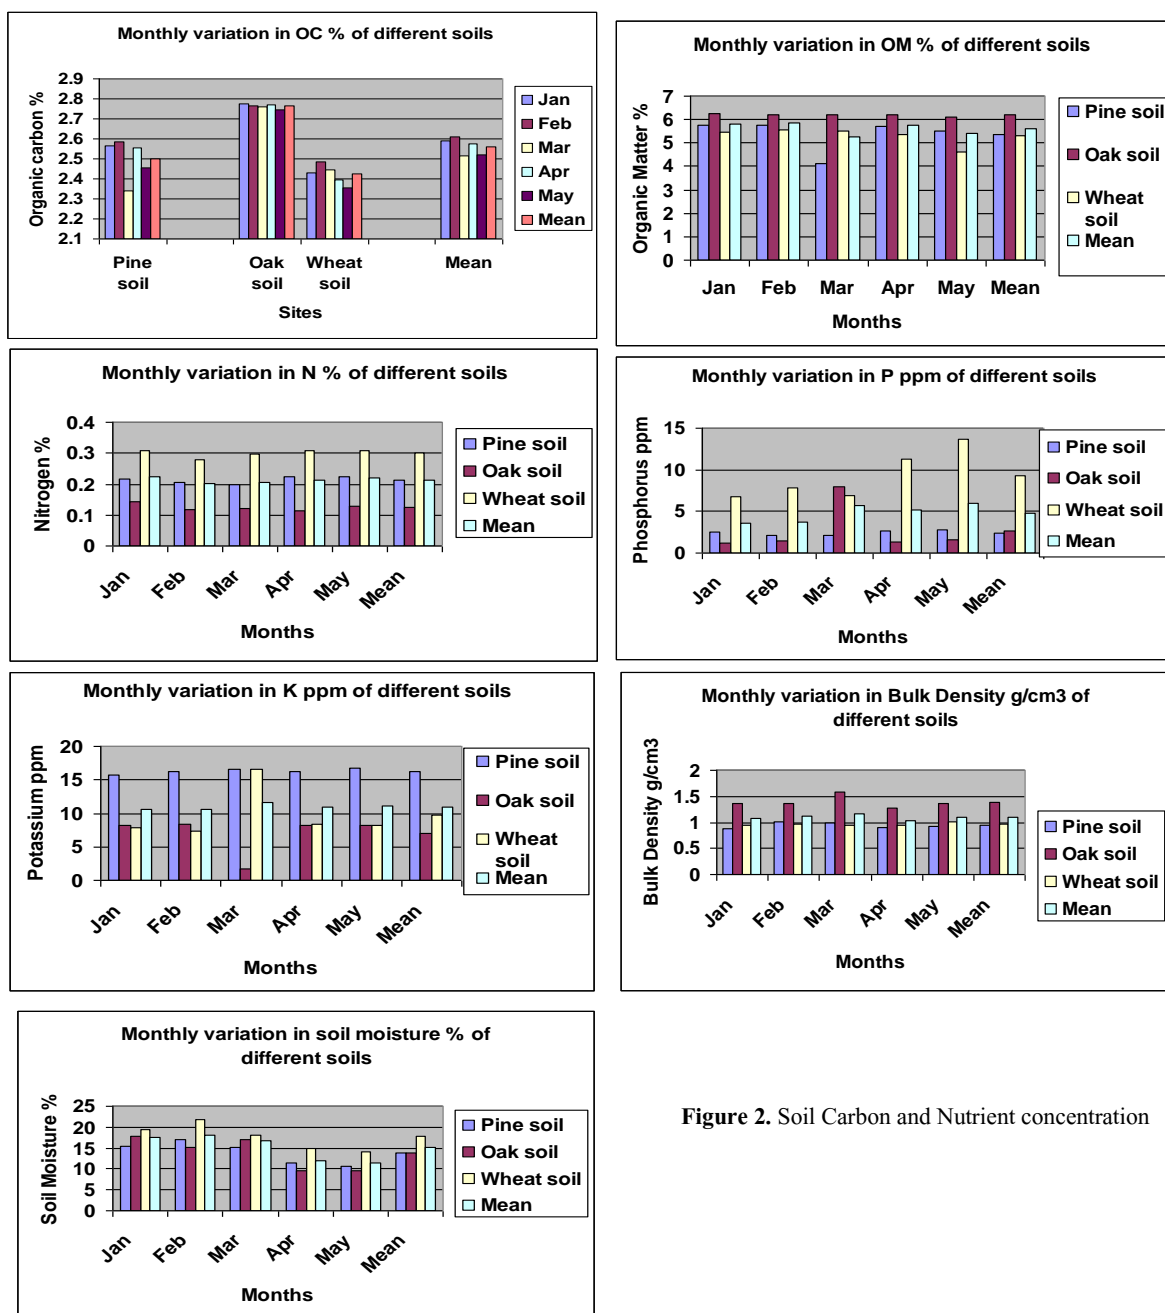 Monthly variation in OC % of different soils
Organic carbon %
2.9
2.8
2.7
2.6
2.5
2.4
2.3
2.2
2.1
Pine
soil
Oak
soil
Wheat
soil
Mean
Sites
Jan
Feb
Mar
Apr
May
Mean
Monthly variation in OM % of different soils
Organic Matter %
7
6
5
4
3
2
1
0
Jan
Feb
Mar
Apr
May
Mean
Months
Pine soil
Oak soil
Wheat
soil
Mean
Monthly variation in N % of different soils
Nitrogen %
0.4
0.3
0.2
0.1
0
Jan
Feb
Mar
Apr
May
Mean
Months
Pine soil
Oak soil
Wheat soil
Mean
Monthly variation in P ppm of different soils
Phosphorus ppm
15
10
5
0
Jan
Feb
Mar
Apr
May
Mean
Months
Pine soil
Oak soil
Wheat soil
Mean
Monthly variation in K ppm of different soils
Potassium ppm
20
15
10
5
0
Jan
Feb
Mar
Apr
May
Mean
Months
Pine soil
Oak soil
Wheat
soil
Mean
Monthly variation in Bulk Density g/cm3 of
different soils
Bulk Density g/cm3
2
1.5
1
0.5
0
Jan
Feb
Mar
Apr
May
Mean
Months
Pine soil
Oak soil
Wheat soil
Mean
Monthly variation in soil moisture % of
different soils
Soil Moisture %
25
20
15
10
5
0
Jan
Feb
Mar
Apr
May
Mean
Months
Pine soil
Oak soil
Wheat soil
Mean
Figure 2. Soil Carbon and Nutrient concentration